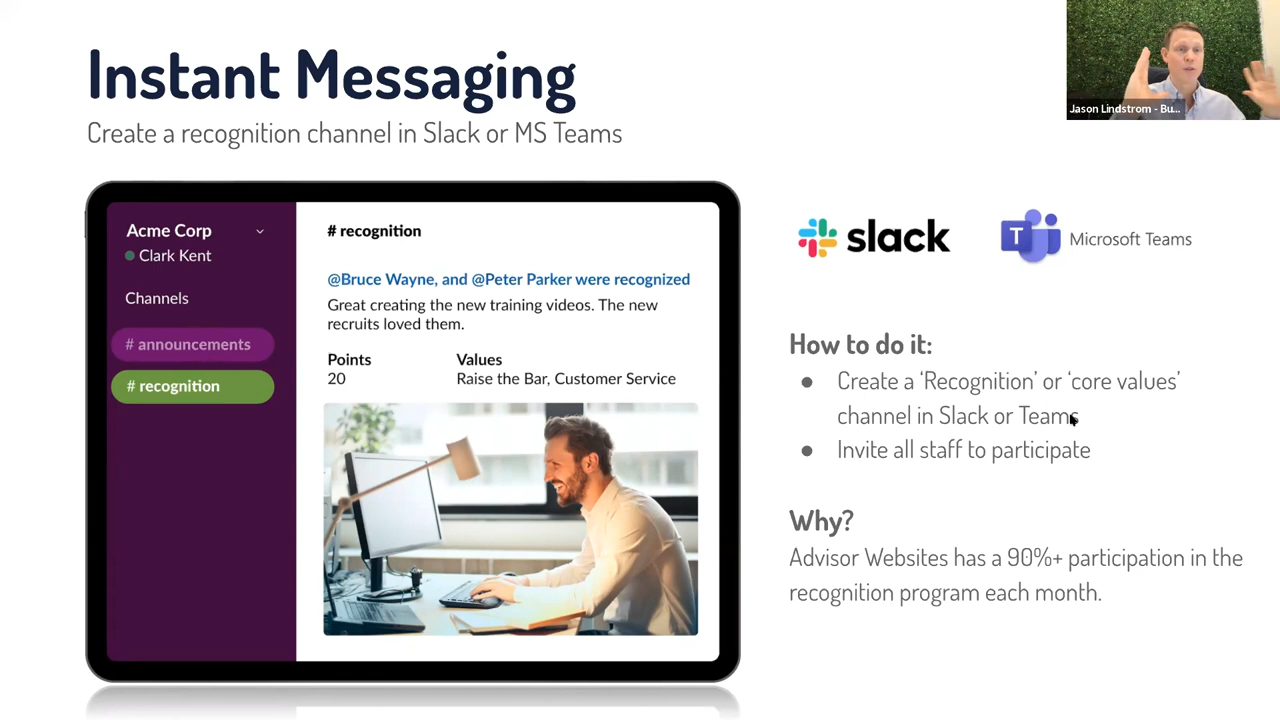 Instant Messaging
Create a recognition channel in Slack or MS Teams
Jason Lindstrom - Bu...
Acme Corp
Clark Kent
Channels
# announcements
# recognition
# recognition
@Bruce Wayne, and @Peter Parker were recognized
Great creating the new training videos. The new
recruits loved them.
Points
Values
20
Raise the Bar, Customer Service
slack
T
Microsoft Teams
How to do it:
● Create a ‘Recognition’ or ‘core values’
channel in Slack or Teams
● Invite all staff to participate
Why?
Advisor Websites has a 90%+ participation in the
recognition program each month.